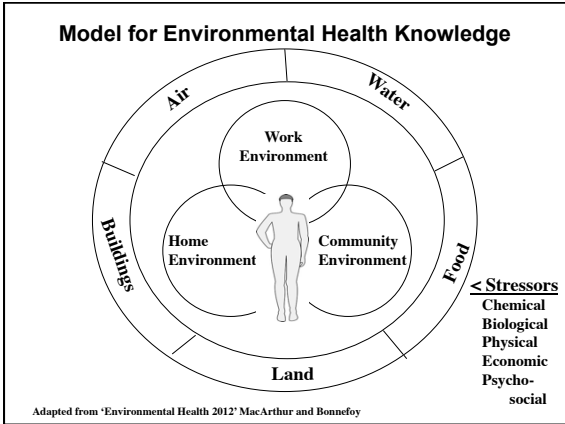 Model for Environmental Health Knowledge
Air
Water
Work
Environment
Home
Environment
Community
Environment
Buildings
Food
Land
< Stressors
Chemical
Biological
Physical
Economic
Psycho-
social
Adapted from ‘Environmental Health 2012’ MacArthur and Bonnefoy